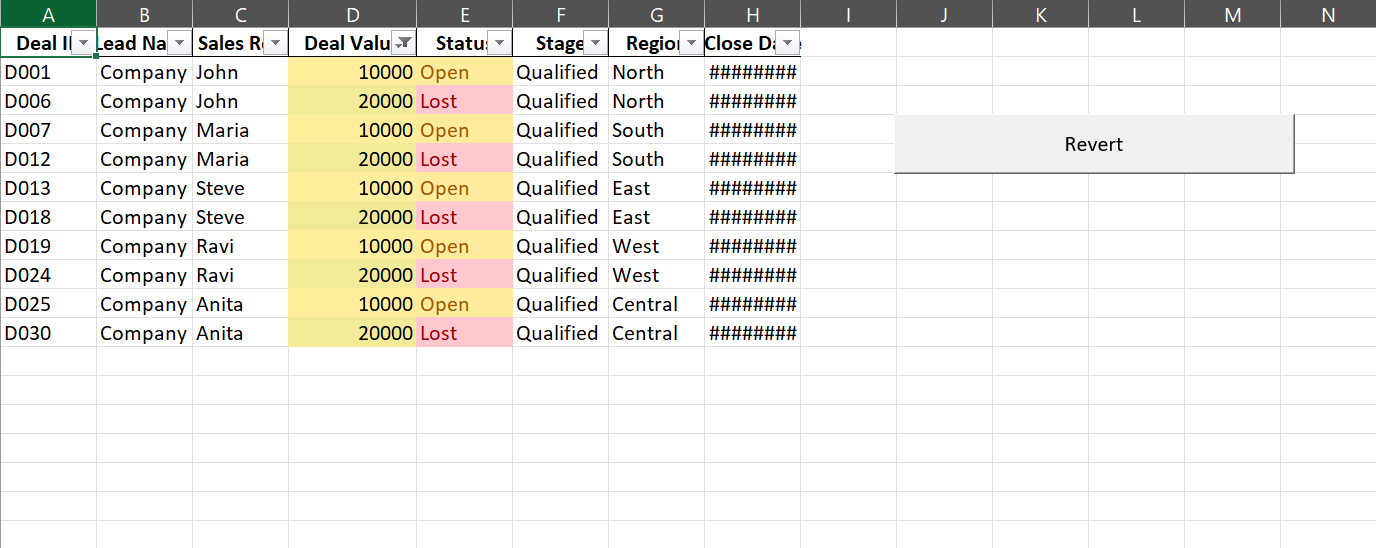 A B C D E F G H I J K L M N
Deal Lead Na Sales R Deal Valu Statu Stage Regio Close Da
D001 Company John 10000 Open Qualified North ########
D006 Company John 20000 Lost Qualified North ########
D007 Company Maria 10000 Open Qualified South ########
Revert
D012 Company Maria 20000 Lost Qualified South ########
D013 Company Steve 10000 Open Qualified East ########
D018 Company Steve 20000 Lost Qualified East ########
D019 Company Ravi 10000 Open Qualified West ########
D024 Company Ravi 20000 Lost Qualified West ########
D025 Company Anita 10000 Open Qualified Central ########
D030 Company Anita 20000 Lost Qualified Central ########